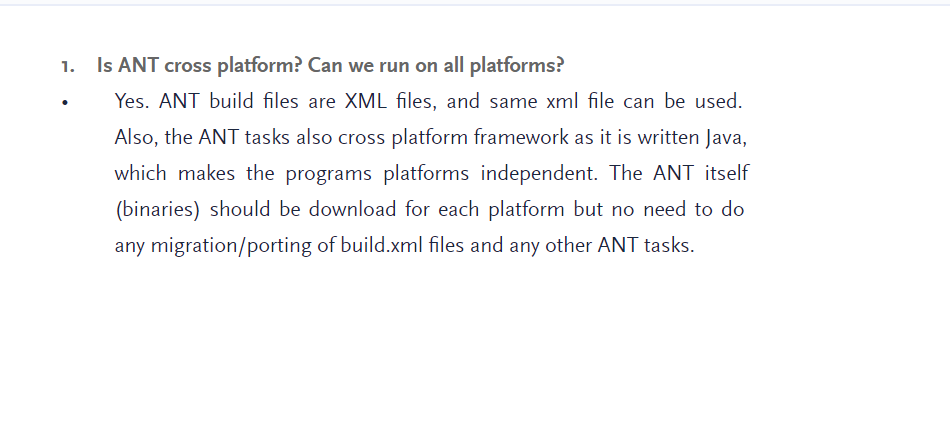 1. Is ANT cross platform? Can we run on all platforms?
• Yes. ANT build files are XML files, and same xml file can be used.
Also, the ANT tasks also cross platform framework as it is written Java,
which makes the programs platforms independent. The ANT itself
(binaries) should be download for each platform but no need to do
any migration/porting of build.xml files and any other ANT tasks.